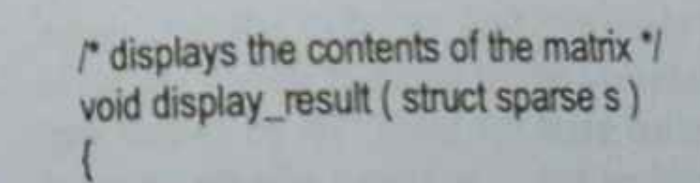 /* displays the contents of the matrix */
void display_result ( struct sparse s )
{